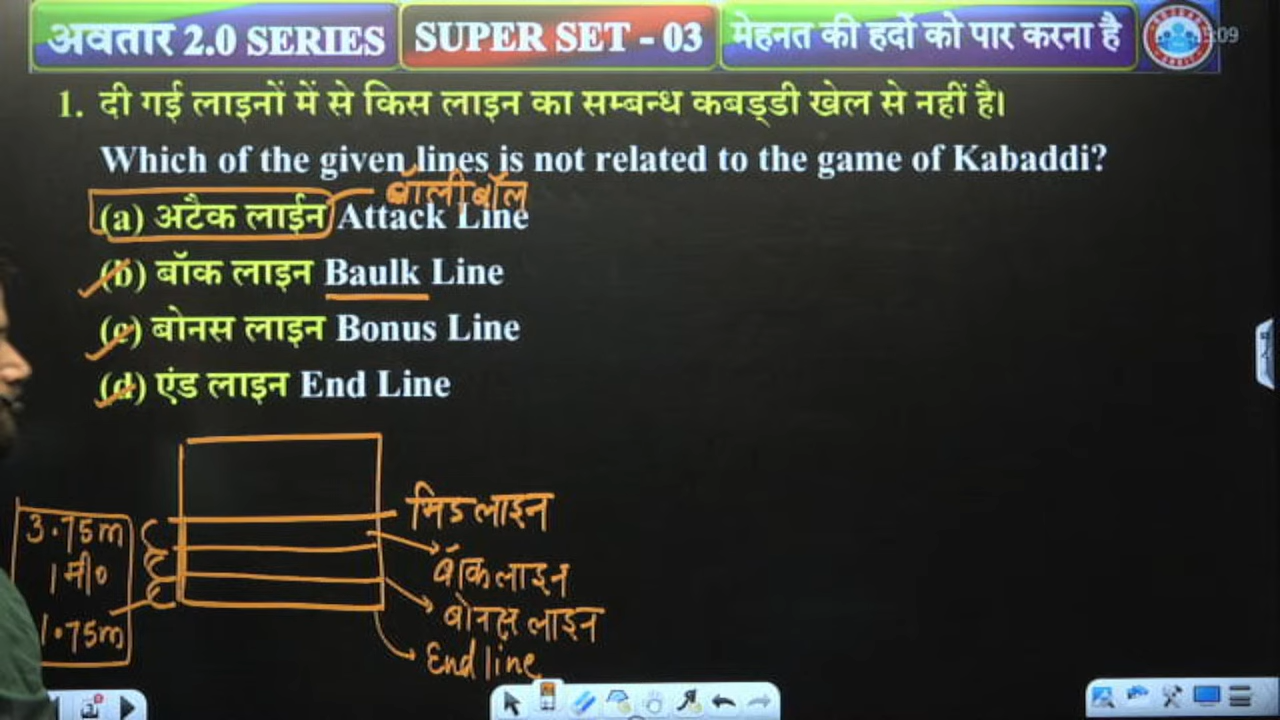 अवतार 2.0 SERIES SUPER SET - 03 मेहनत की हदों को पार करना है
1. दी गई लाइनों में से किस लाइन का सम्बन्ध कबड्डी खेल से नहीं है।
Which of the given lines is not related to the game of Kabaddi?
वॉलीबॉल
(a) अटैक लाईन Attack Line
(b) बॉक लाइन Baulk Line
(c) बोनस लाइन Bonus Line
(d) एंड लाइन End Line
मिड लाइन
3.75m
बॉक लाइन
1 मी०
बोनस लाइन
1.75m
End line